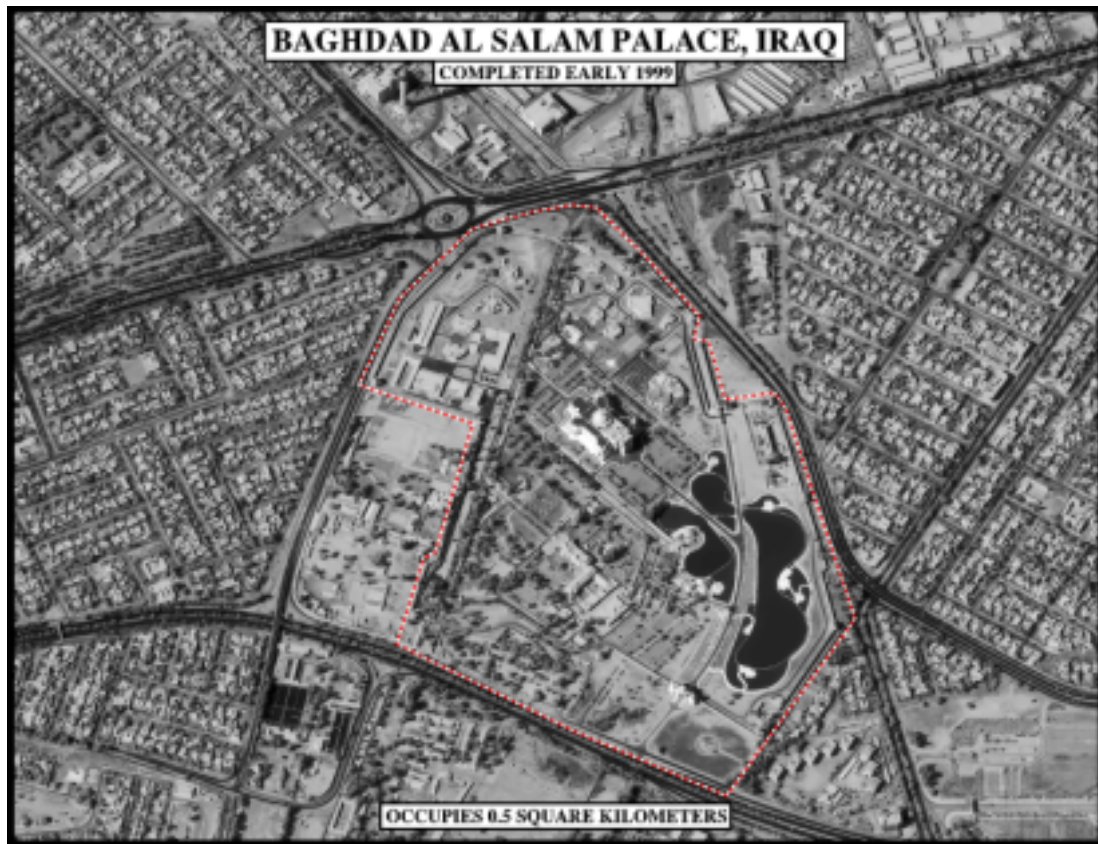 BAGHDAD AL SALAM PALACE, IRAQ
COMPLETED EARLY 1999
OCCUPIES 0.5 SQUARE KILOMETERS